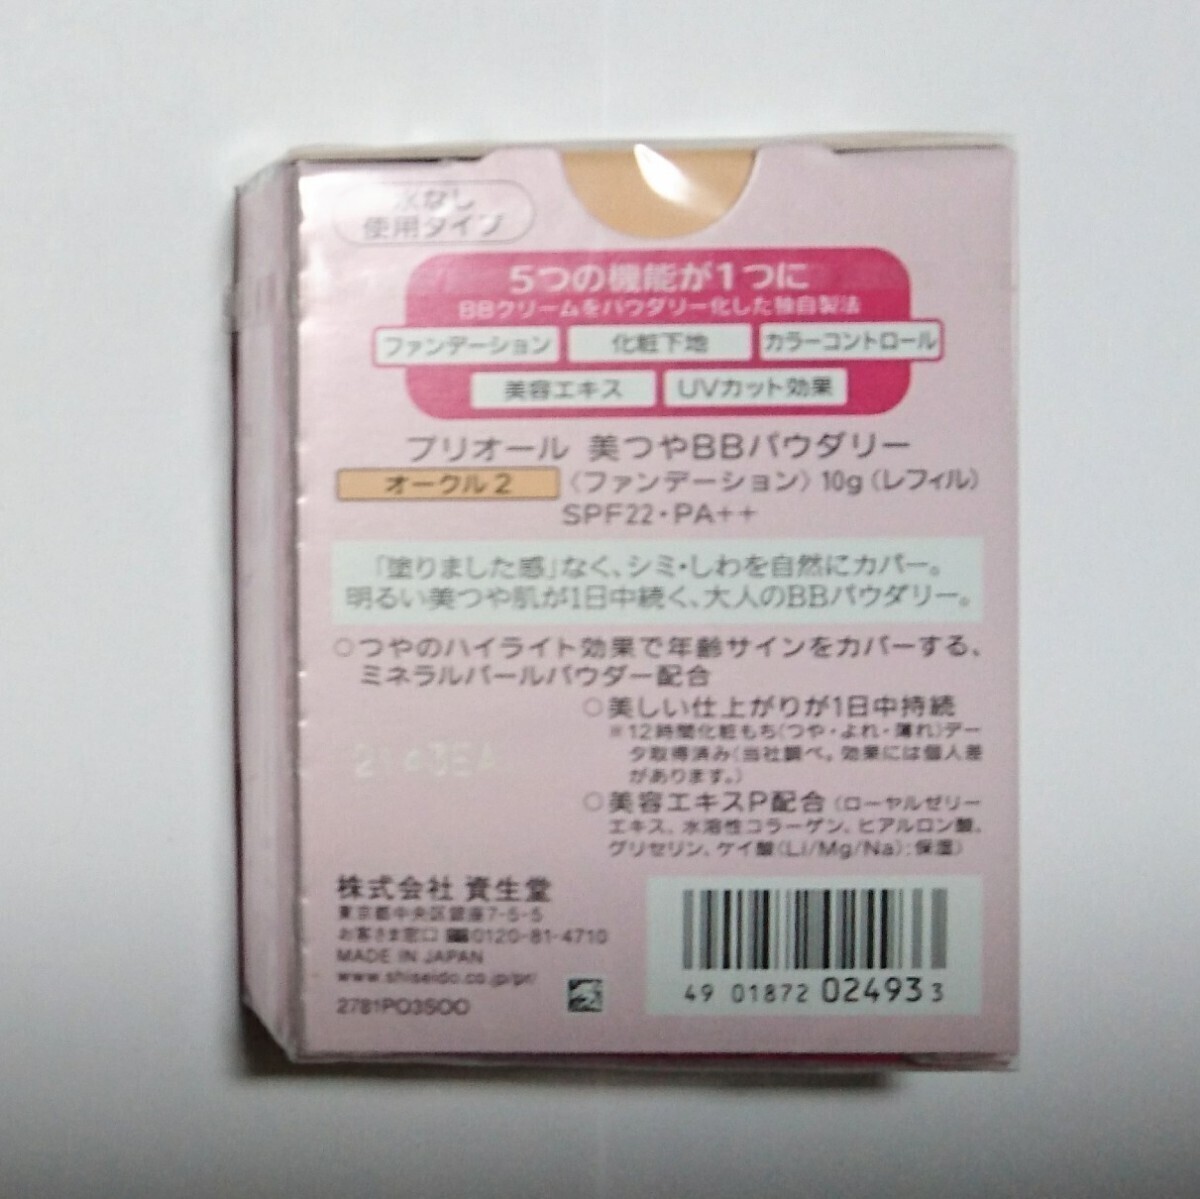 水なし
使用タイプ
5つの機能が1つに
BBクリームをパウダリー化した独自製法
ファンデーション 化粧下地 カラーコントロール
美容エキス UVカット効果
プリオール 美つやBBパウダリー
オークル2 〈ファンデーション〉10g(レフィル)
SPF22・PA++
「塗りました感」なく、シミ・しわを自然にカバー。
明るい美つや肌が1日中続く、大人のBBパウダリー。
○つやのハイライト効果で年齢サインをカバーする、
ミネラルパールパウダー配合
○美しい仕上がりが1日中持続
※12時間化粧もち(つや・よれ・薄れ)デー
タ取得済み(当社調べ。効果には個人差
があります。)
○美容エキスP配合(ローヤルゼリー
エキス、水溶性コラーゲン、ヒアルロン酸、
グリセリン、ケイ酸(Li/Mg/Na):保湿)
株式会社 資生堂
東京都中央区銀座7-5-5
お客さま窓口 0120-81-4710
MADE IN JAPAN
www.shiseido.co.jp/pr/
2781PO3SOO
49 01872 02493 3